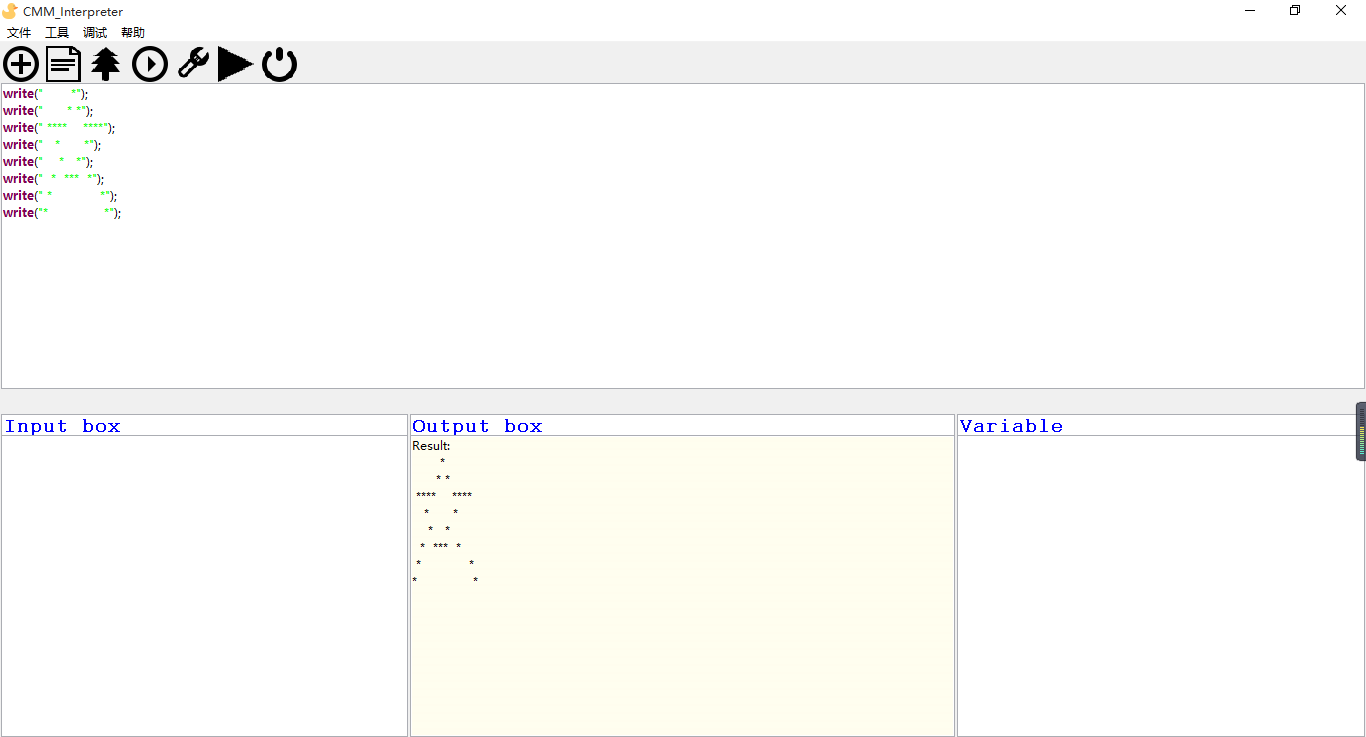 CMM_Interpreter
文件 工具 调试 帮助
write("       *");
write("      * *");
write(" ****    ****");
write("   *      *");
write("    *   *");
write("  *  ***  *");
write(" *            *");
write("*              *");
Input box
Output box
Variable
Result:
       *
      * *
 ****    ****
   *      *
    *   *
  *  ***  *
 *            *
*              *